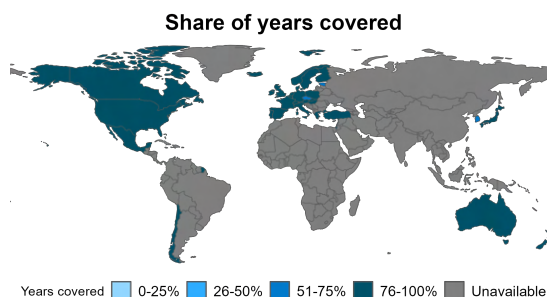 Share of years covered
Years covered 0-25% 26-50% 51-75% 76-100% Unavailable